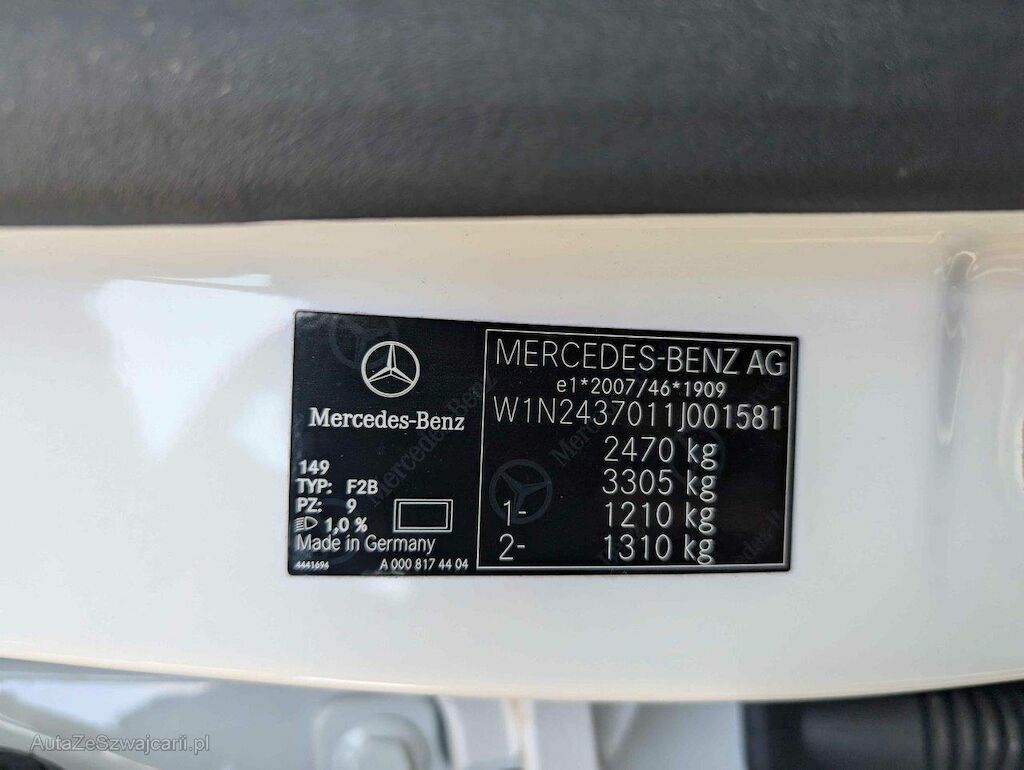 Mercedes-Benz
149
TYP: F2B
PZ: 9
1,0 %
Made in Germany
4441694
A 000 817 44 04
MERCEDES-BENZ AG
e1*2007/46*1909
W1N2437011J001581
2470 kg
3305 kg
1- 1210 kg
2- 1310 kg
AutaZeSzwajcarii.pl